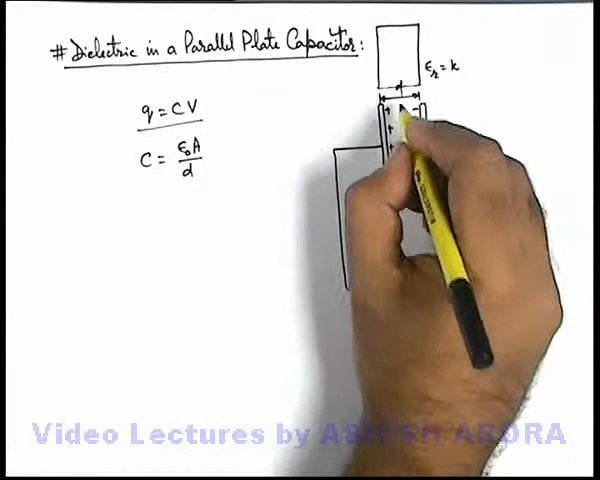 # Dielectric in a Parallel Plate Capacitor:
ϵr = k
d
A
q = CV
C = ϵ₀A / d
Video Lectures by ASHISH ARORA